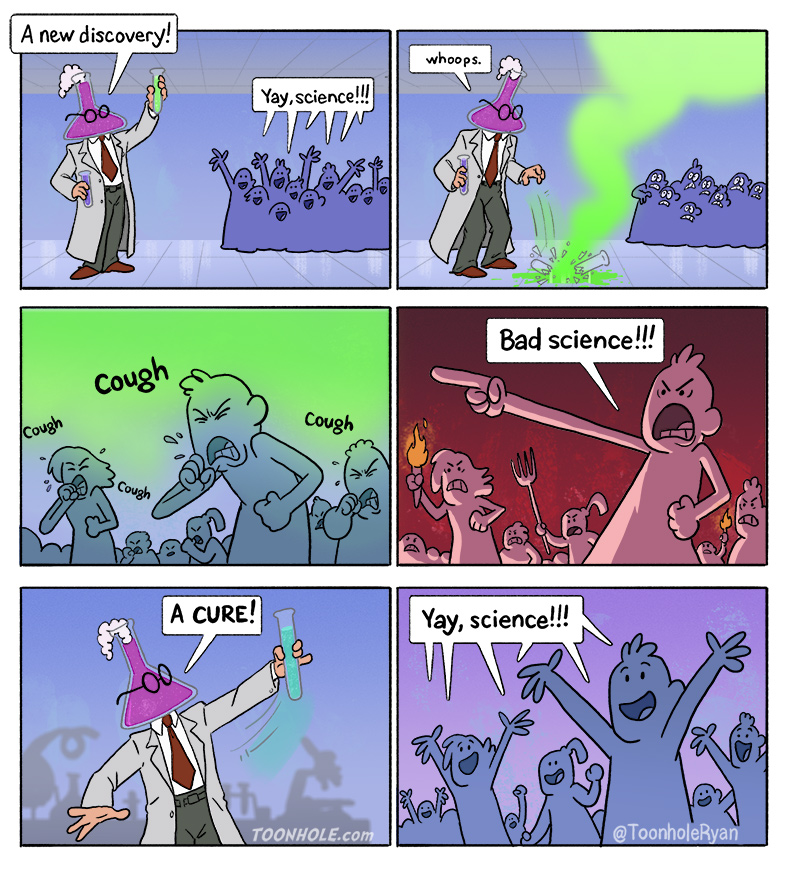 A new discovery!
Yay, science!!!
whoops.
Cough
Cough
Cough
Cough
Bad science!!!
A CURE!
TOONHOLE.com
Yay, science!!!
@ToonholeRyan